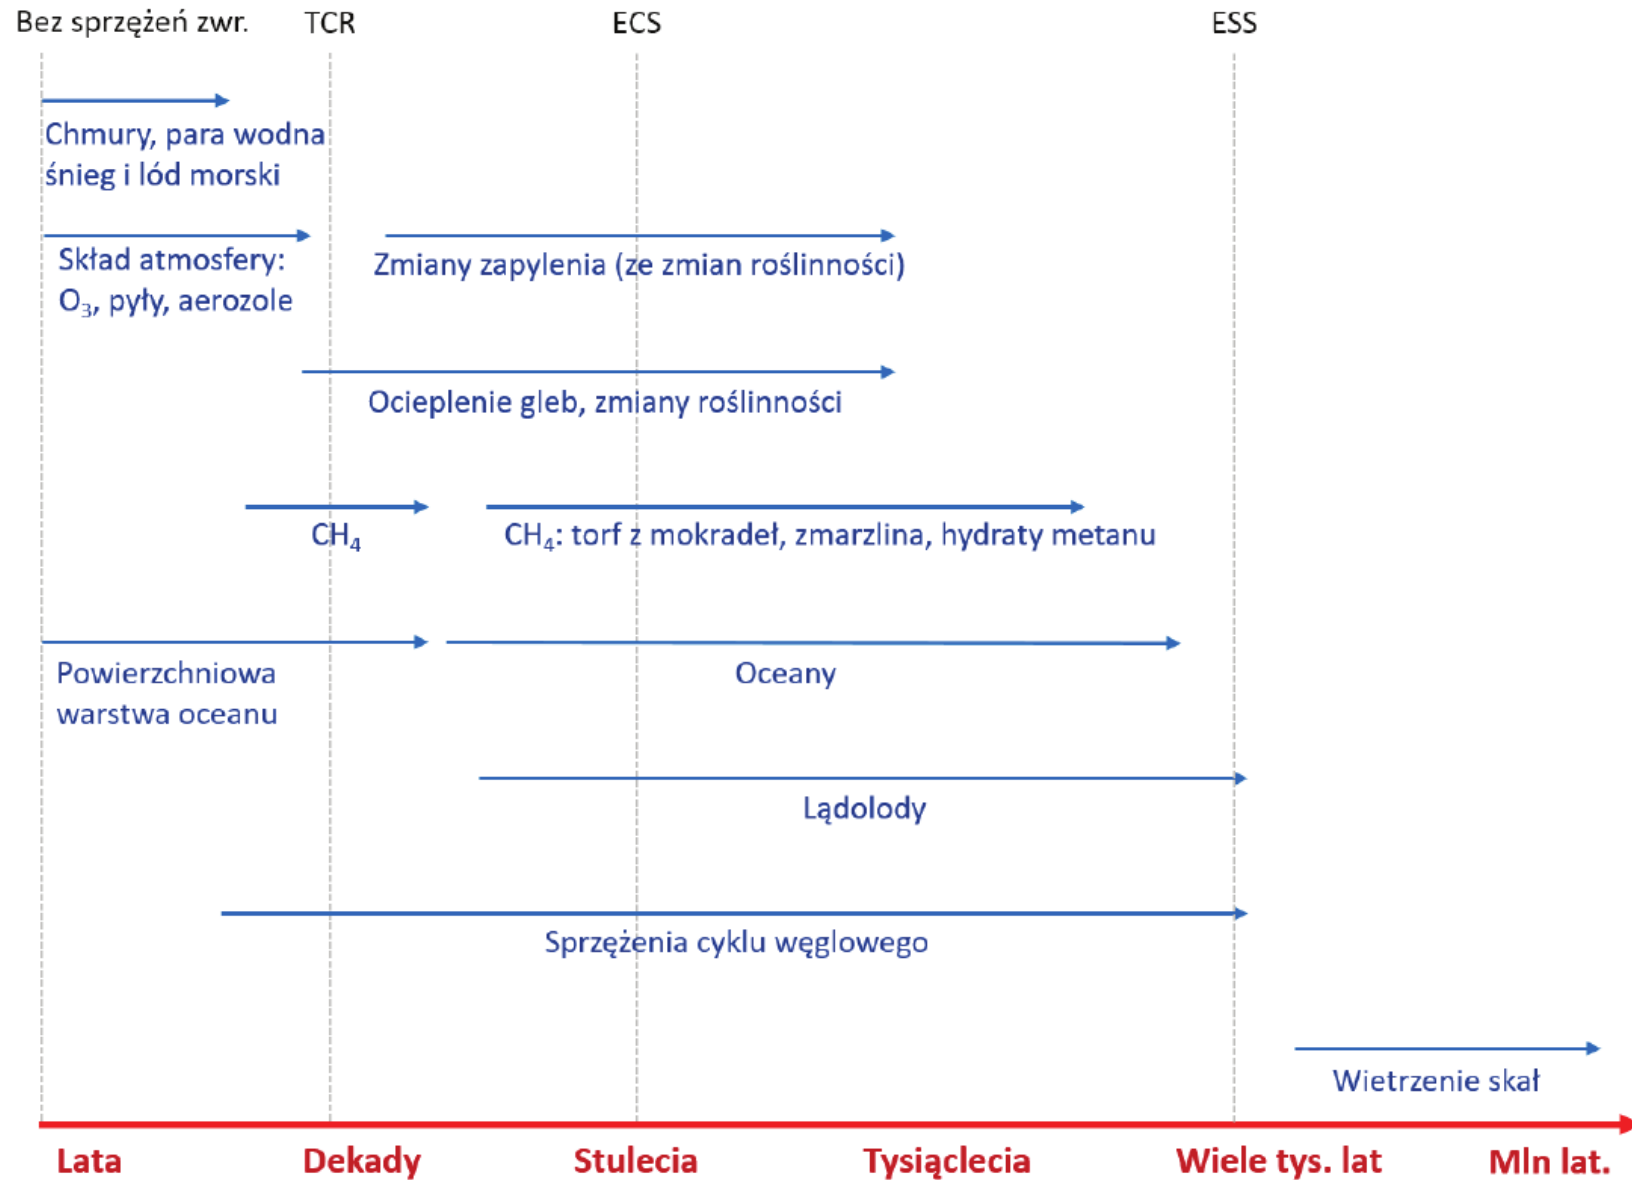 Bez sprzężeń zwr.
TCR
ECS
ESS
Chmury, para wodna
śnieg i lód morski
Skład atmosfery:
O₃, pyły, aerozole
Zmiany zapylenia (ze zmian roślinności)
Ocieplenie gleb, zmiany roślinności
CH₄
CH₄: torf z mokradeł, zmarzlina, hydraty metanu
Powierzchniowa
warstwa oceanu
Oceany
Lądolody
Sprzężenia cyklu węglowego
Wietrzenie skał
Lata
Dekady
Stulecia
Tysiąclecia
Wiele tys. lat
Mln lat.